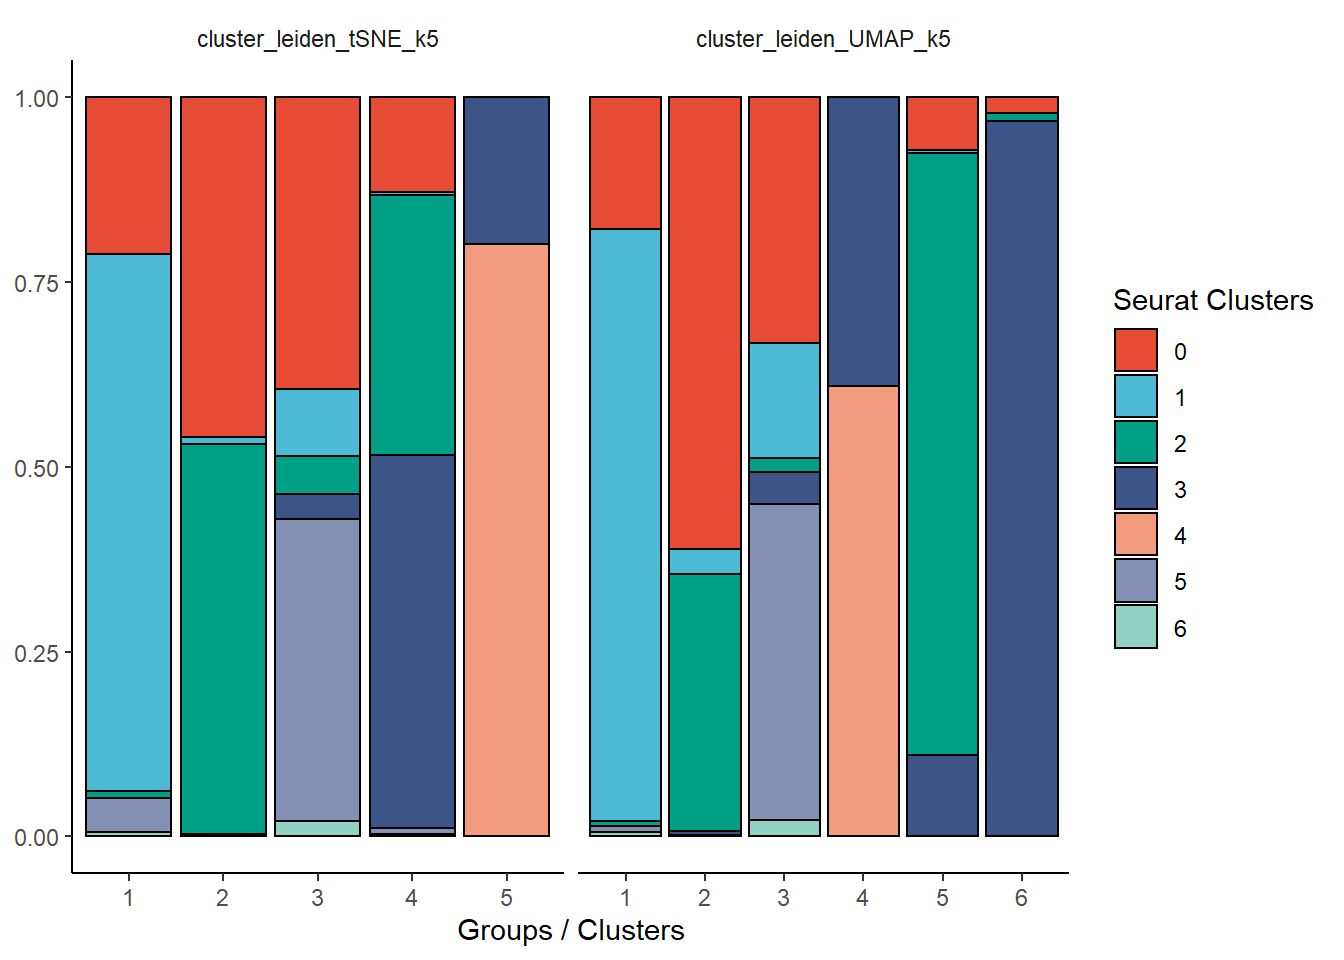 cluster_leiden_tSNE_k5
cluster_leiden_UMAP_k5
1.00
0.75
0.50
0.25
0.00
1 2 3 4 5
1 2 3 4 5 6
Groups / Clusters
Seurat Clusters
0
1
2
3
4
5
6